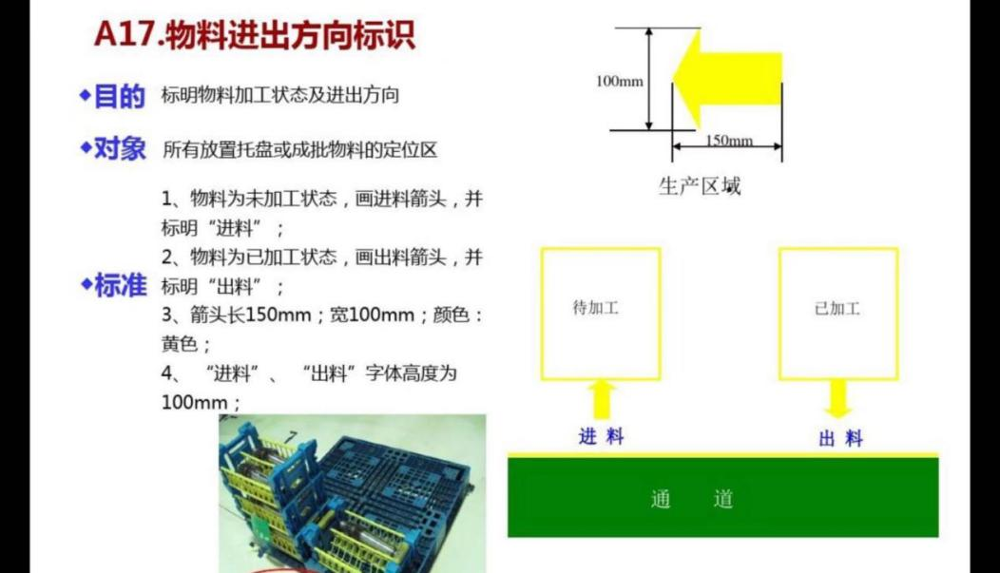 A17.物料进出方向标识
◆目的 标明物料加工状态及进出方向
◆对象 所有放置托盘或成批物料的定位区
◆标准
1、物料为未加工状态，画进料箭头，并
标明“进料”；
2、物料为已加工状态，画出料箭头，并
标明“出料”；
3、箭头长150mm；宽100mm；颜色：
黄色；
4、 “进料”、 “出料”字体高度为
100mm；
100mm
150mm
生产区域
待加工
已加工
进 料
出 料
通 道